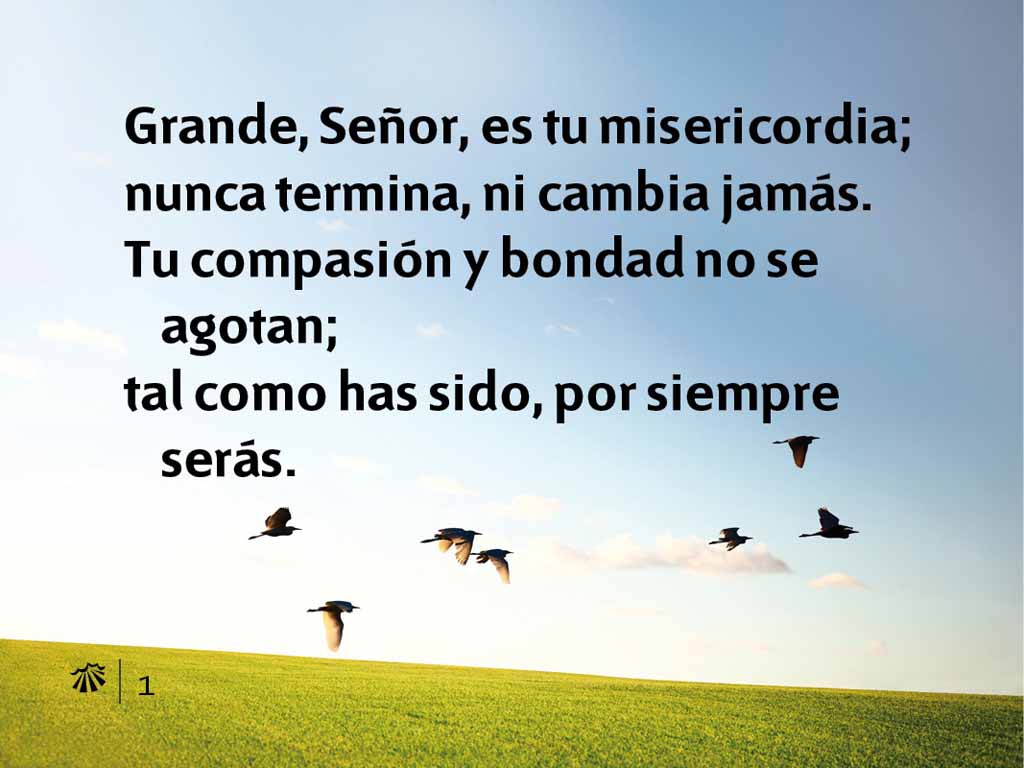 Grande, Señor, es tu misericordia;
nunca termina, ni cambia jamás.
Tu compasión y bondad no se
agotan;
tal como has sido, por siempre
serás.
1